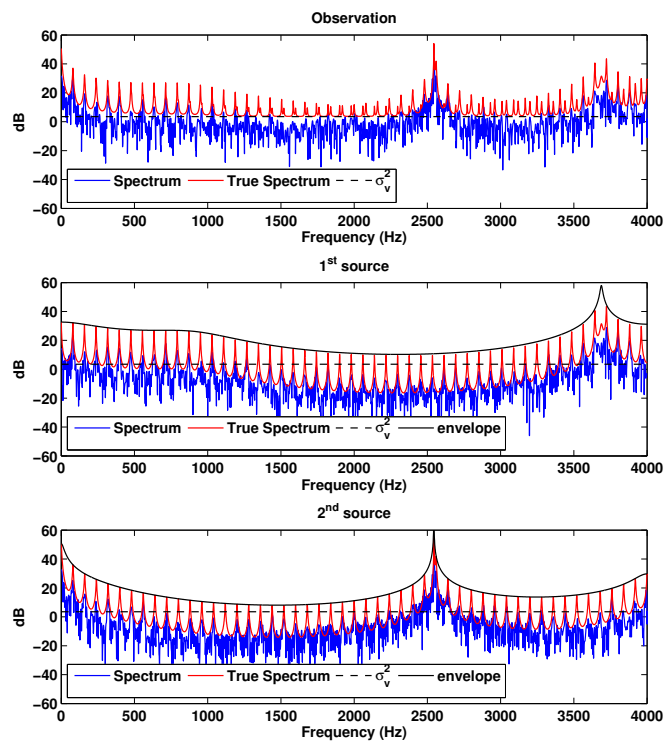 Observation
60
40
20
0
−20
−40
−60
dB
Spectrum True Spectrum σ_v^2
0 500 1000 1500 2000 2500 3000 3500 4000
Frequency (Hz)
1^st source
60
40
20
0
−20
−40
−60
dB
Spectrum True Spectrum σ_v^2 envelope
0 500 1000 1500 2000 2500 3000 3500 4000
Frequency (Hz)
2^nd source
60
40
20
0
−20
−40
−60
dB
Spectrum True Spectrum σ_v^2 envelope
0 500 1000 1500 2000 2500 3000 3500 4000
Frequency (Hz)